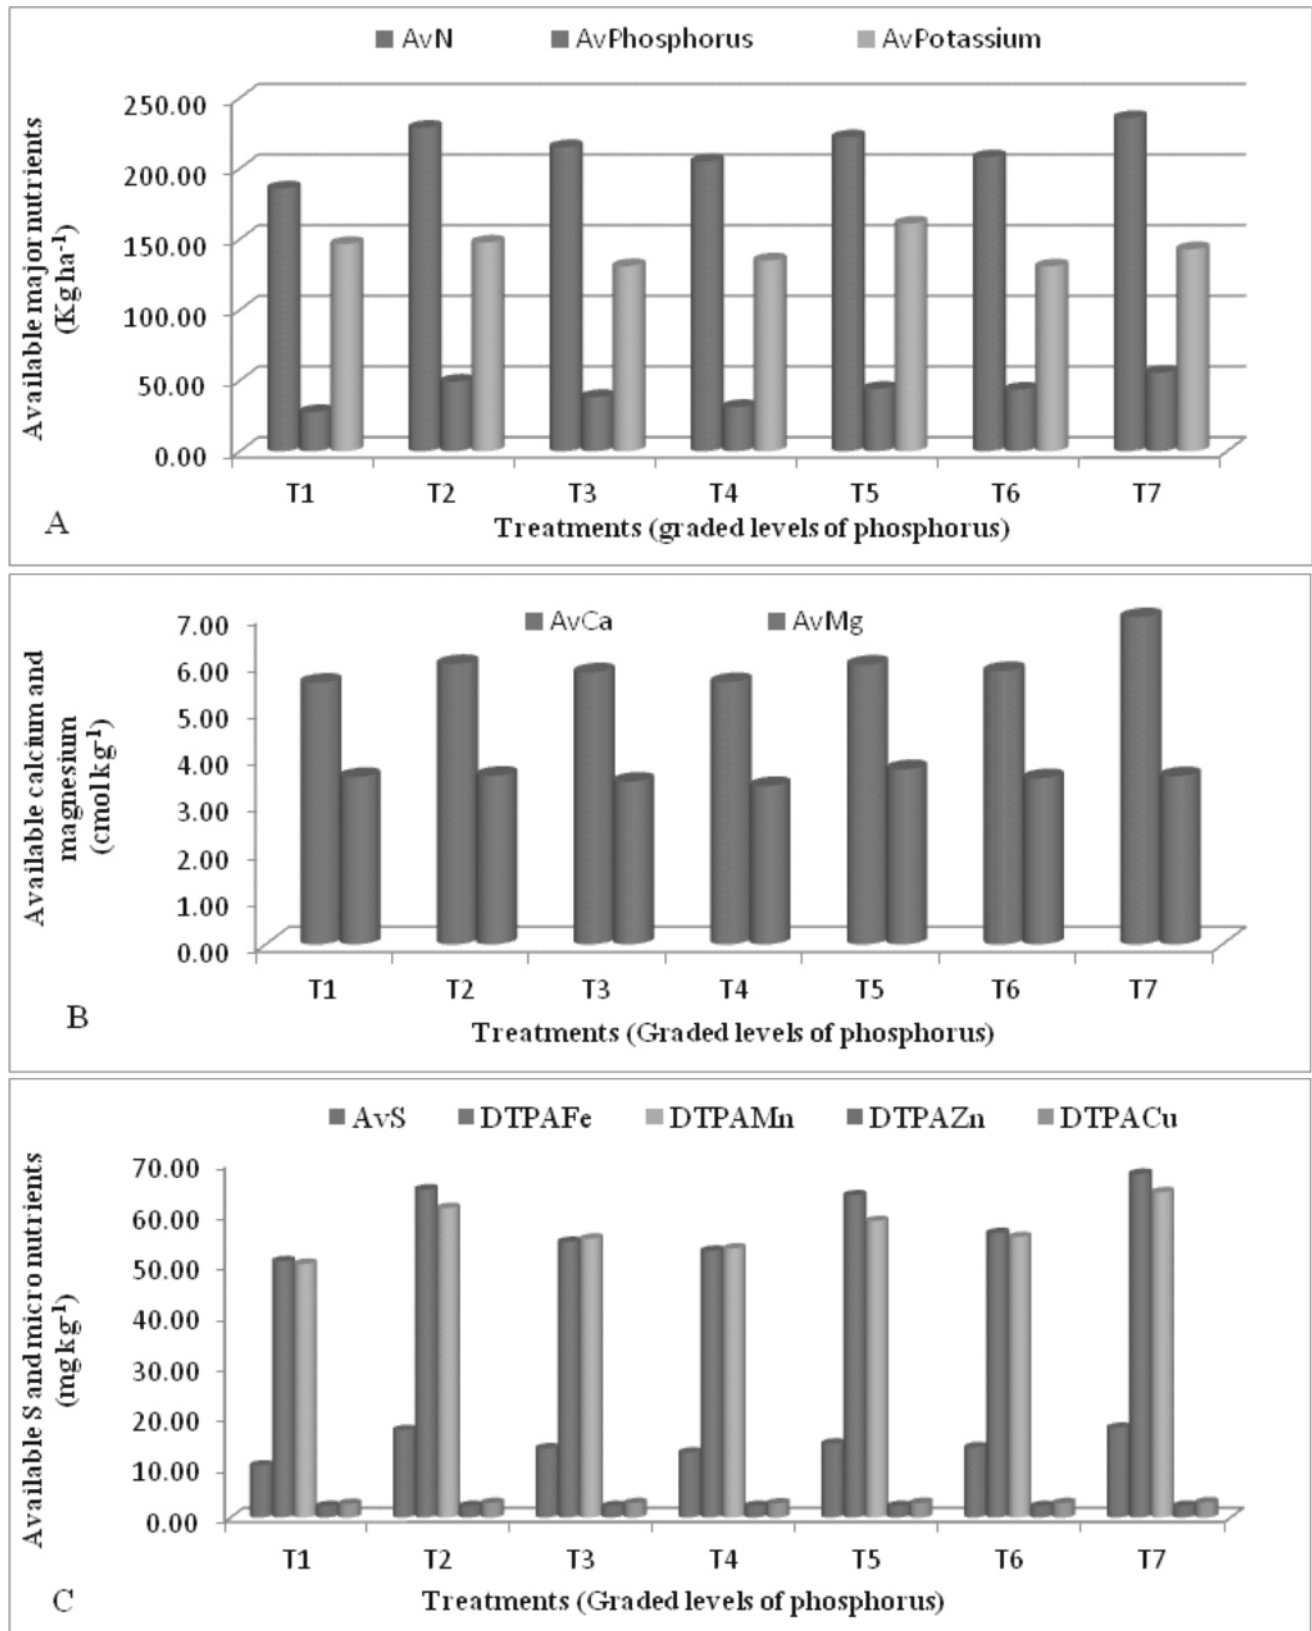 AvN AvPhosphorus AvPotassium
Available major nutrients
(Kg ha-1)
250.00
200.00
150.00
100.00
50.00
0.00
T1 T2 T3 T4 T5 T6 T7
A
Treatments (graded levels of phosphorus)
AvCa AvMg
Available calcium and
magnesium
(cmol kg-1)
7.00
6.00
5.00
4.00
3.00
2.00
1.00
0.00
T1 T2 T3 T4 T5 T6 T7
B
Treatments (Graded levels of phosphorus)
AvS DTPAFe DTPAMn DTPAZn DTPACu
Available S and micro nutrients
(mg kg-1)
70.00
60.00
50.00
40.00
30.00
20.00
10.00
0.00
T1 T2 T3 T4 T5 T6 T7
C
Treatments (Graded levels of phosphorus)